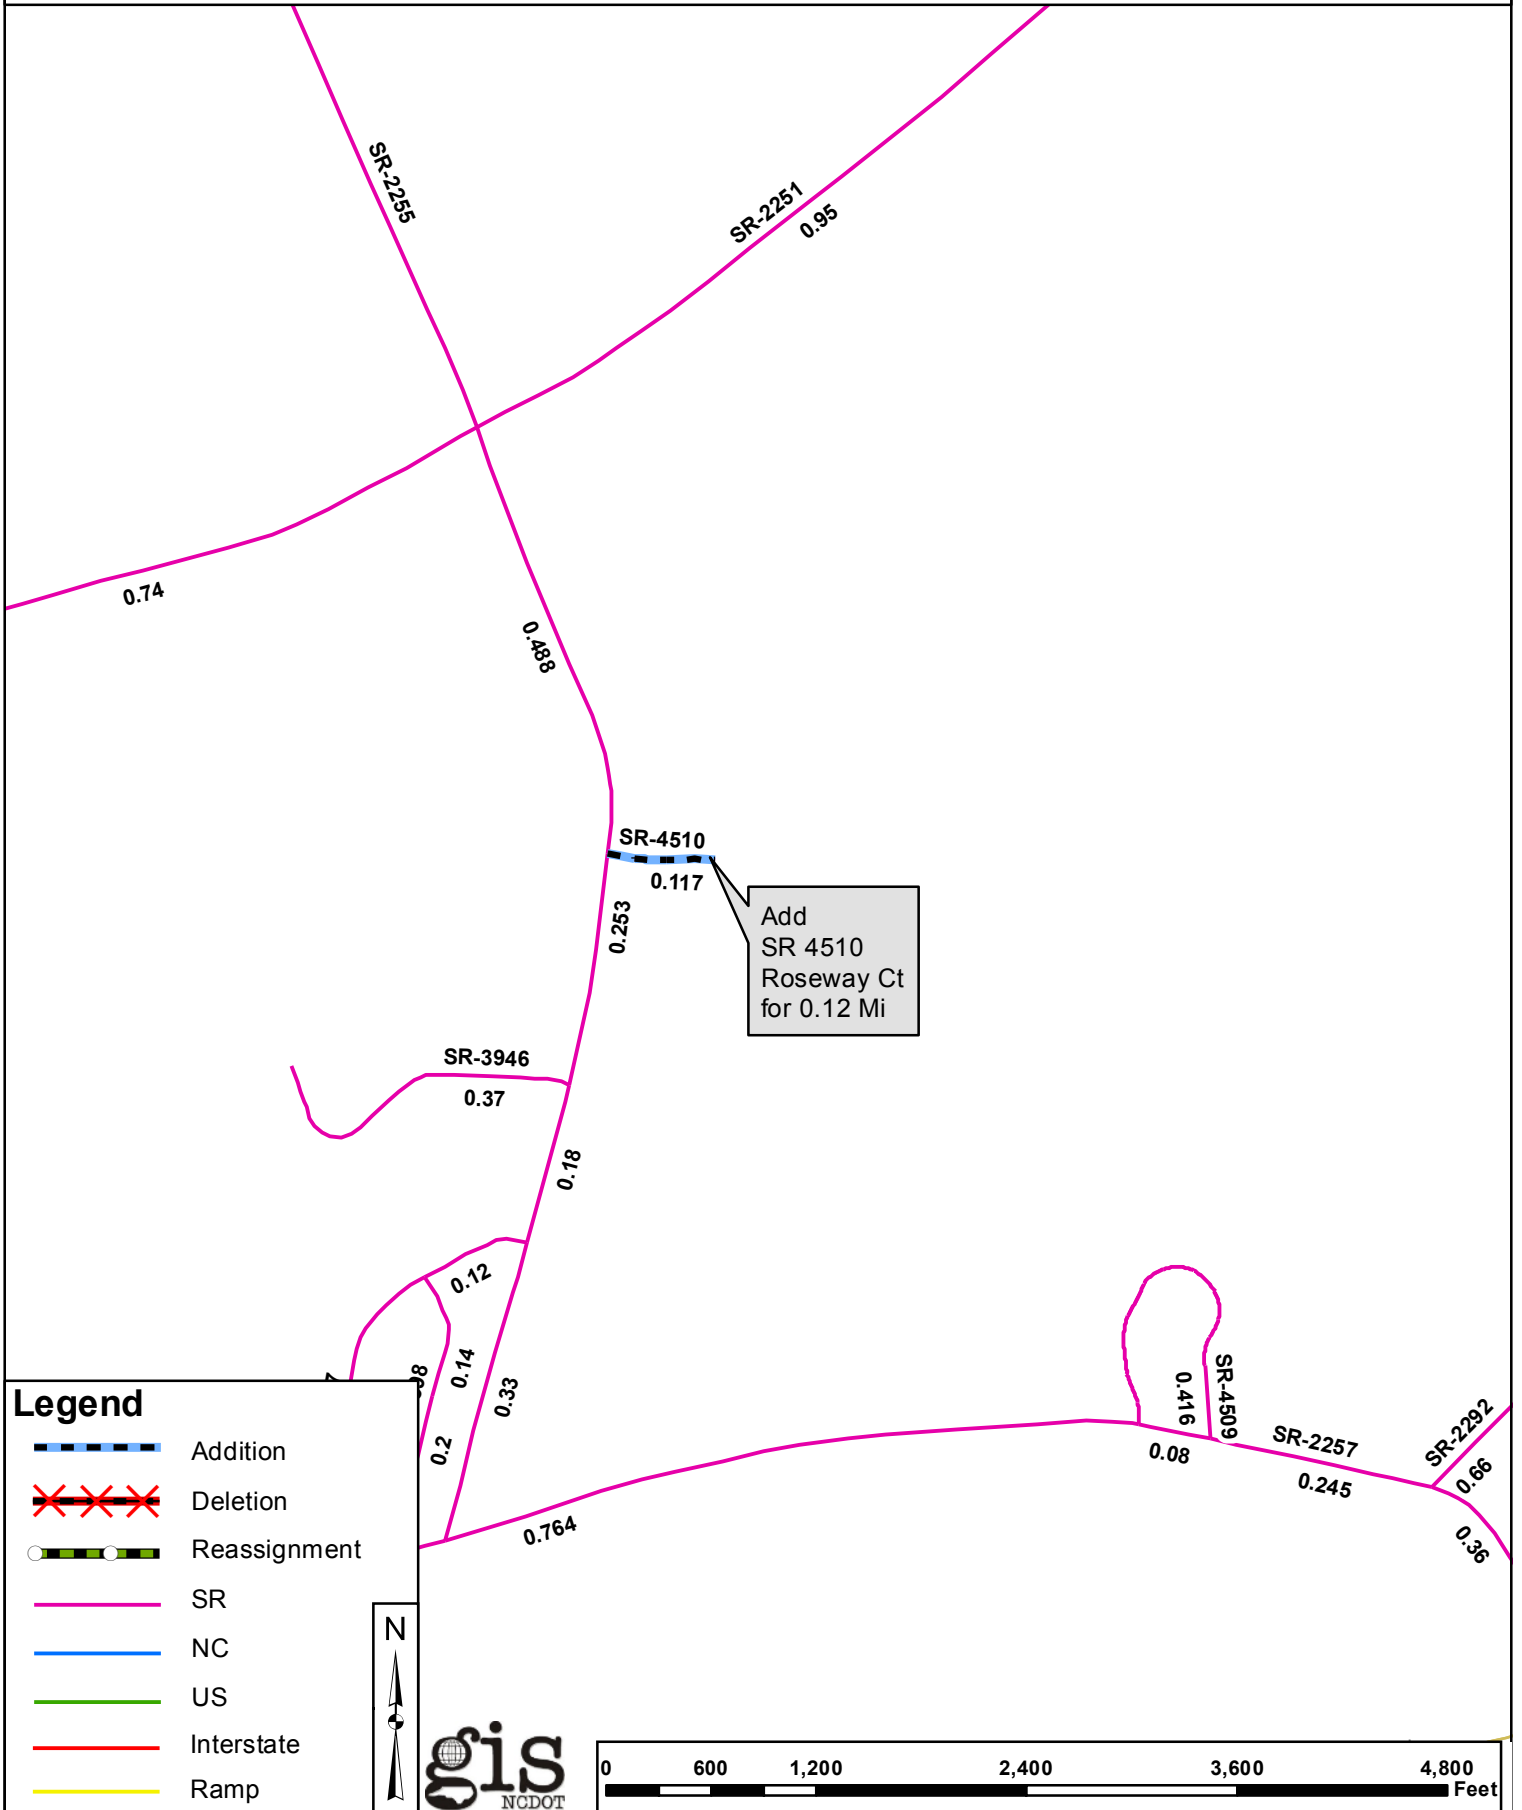 SR-2255
SR-2251
0.95
0.74
0.488
SR-4510
0.117
0.253
Add
SR 4510
Roseway Ct
for 0.12 Mi
SR-3946
0.37
0.18
0.12
0.14
0.33
0.2
0.764
0.416
SR-4509
0.08
SR-2257
0.245
SR-2292
0.66
0.36
Legend
Addition
Deletion
Reassignment
SR
NC
US
Interstate
Ramp
N
gis
NCDOT
0 600 1,200 2,400 3,600 4,800
Feet